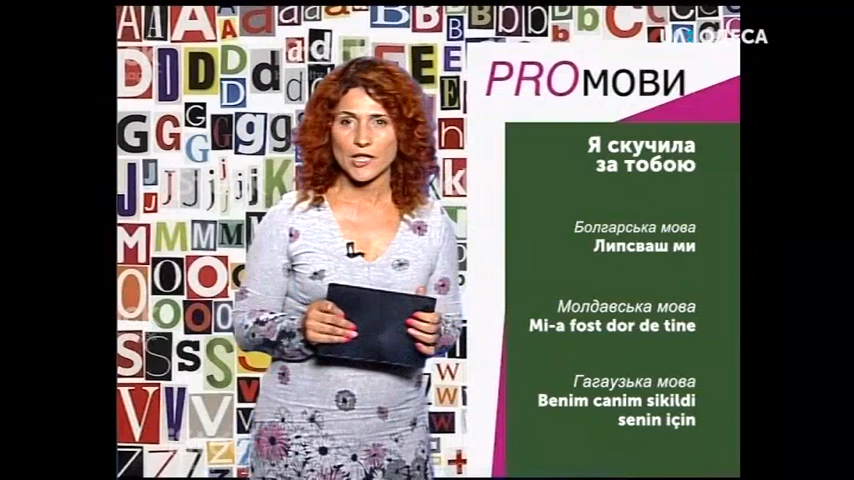 UA ОДЕСА
PROМОВИ
Я скучила
за тобою
Болгарська мова
Липсваш ми
Молдавська мова
Mi-a fost dor de tine
Гагаузька мова
Benim canim sikildi
senin için